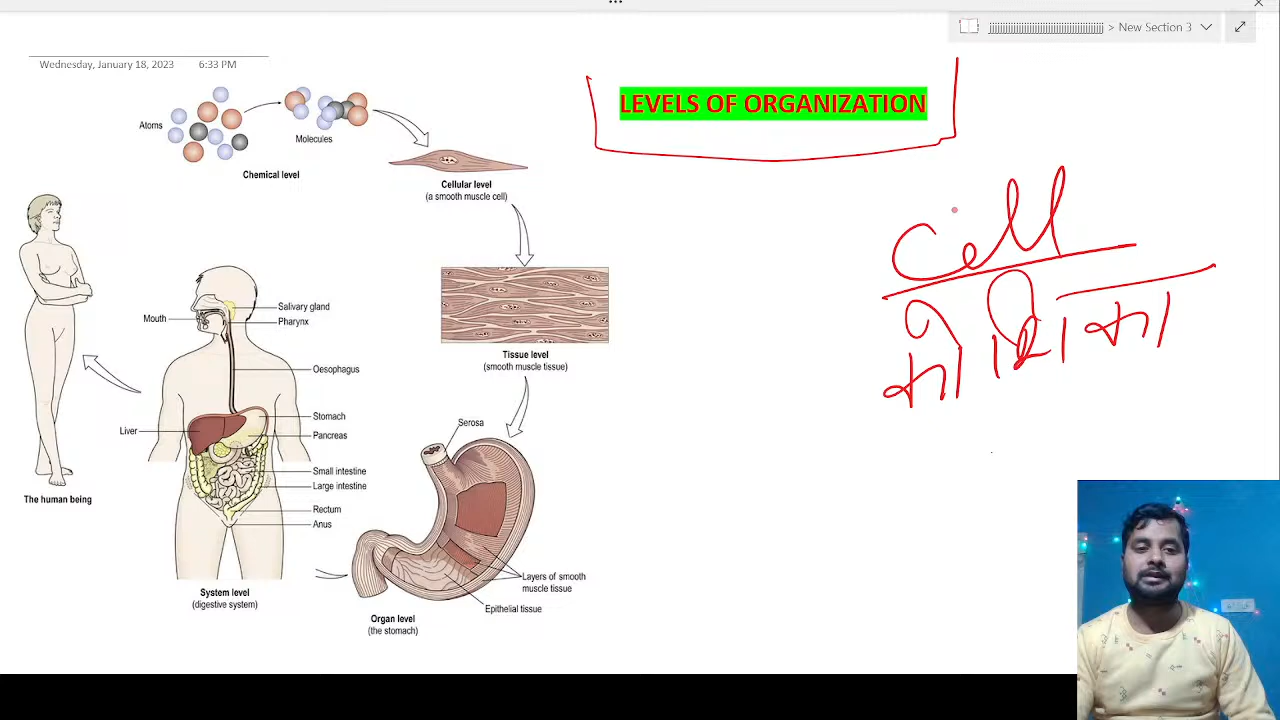 > New Section 3
Wednesday, January 18, 2023 6:33 PM
LEVELS OF ORGANIZATION
Atoms
Molecules
Chemical level
Cellular level
(a smooth muscle cell)
Cell
कोशिका
Tissue level
(smooth muscle tissue)
Salivary gland
Mouth
Pharynx
Oesophagus
Stomach
Liver
Pancreas
Small intestine
Large intestine
Rectum
Anus
The human being
System level
(digestive system)
Serosa
Layers of smooth
muscle tissue
Epithelial tissue
Organ level
(the stomach)